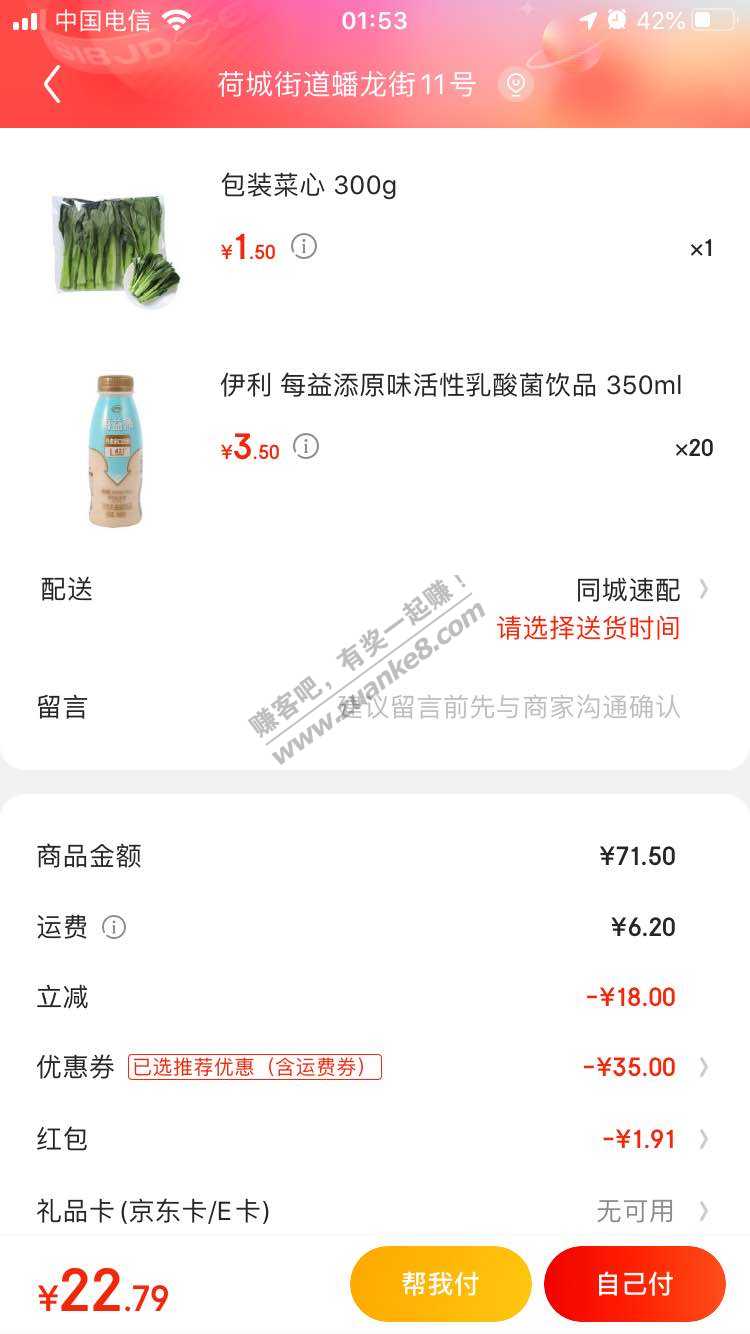 中国电信 01:53 42%
荷城街道蟠龙街11号
包装菜心 300g
¥1.50 ×1
伊利 每益添原味活性乳酸菌饮品 350ml
¥3.50 ×20
配送 同城速配
请选择送货时间
赚客吧，有奖一起赚！
www.zuanke8.com
留言 建议留言前先与商家沟通确认
商品金额 ¥71.50
运费 ¥6.20
立减 -¥18.00
优惠券 已选推荐优惠（含运费券） -¥35.00
红包 -¥1.91
礼品卡(京东卡/E卡) 无可用
¥22.79 帮我付 自己付